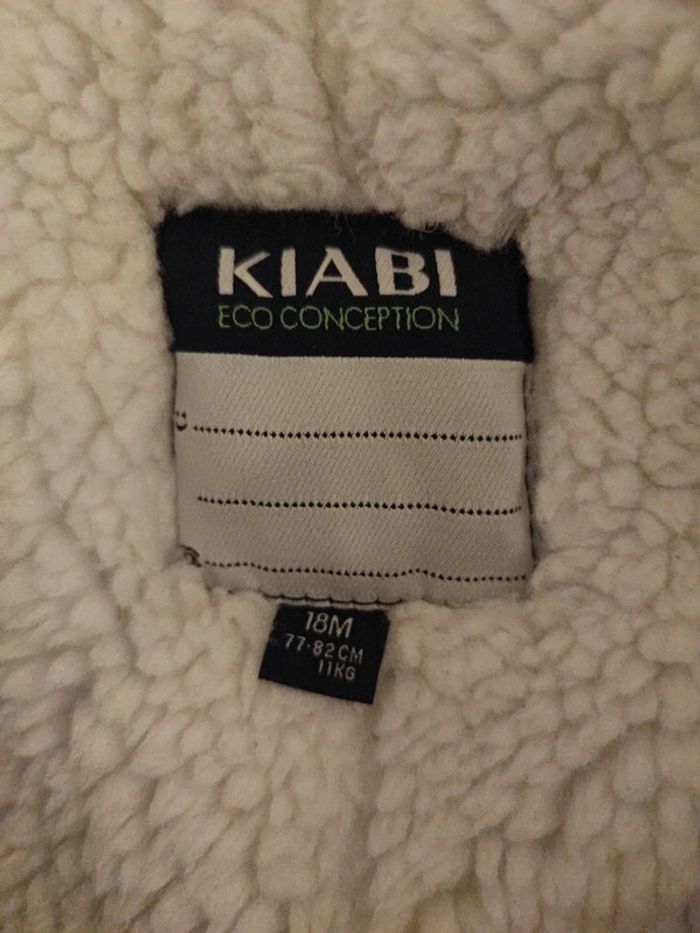 KIABI
ECO CONCEPTION
18M
77-82CM
11KG